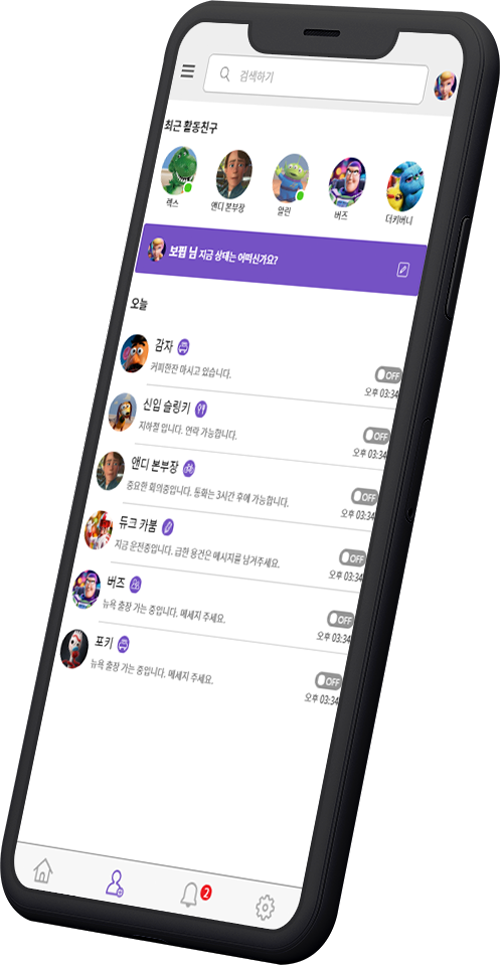 검색하기
최근 활동친구
렉스
앤디 본부장
알린
버즈
더키버니
보핍 님 지금 상태는 어떠신가요?
오늘
감자
커피한잔 마시고 있습니다.
OFF
오후 03:34
신입 슬링키
지하철 입니다. 연락 가능합니다.
OFF
오후 03:34
앤디 본부장
중요한 회의중입니다. 통화는 3시간 후에 가능합니다.
OFF
오후 03:34
듀크 카붐
지금 운전중입니다. 급한 용건은 메시지를 남겨주세요.
OFF
오후 03:34
버즈
뉴욕 출장 가는 중입니다. 메세지 주세요.
OFF
오후 03:34
포키
뉴욕 출장 가는 중입니다. 메세지 주세요.
OFF
오후 03:34
2